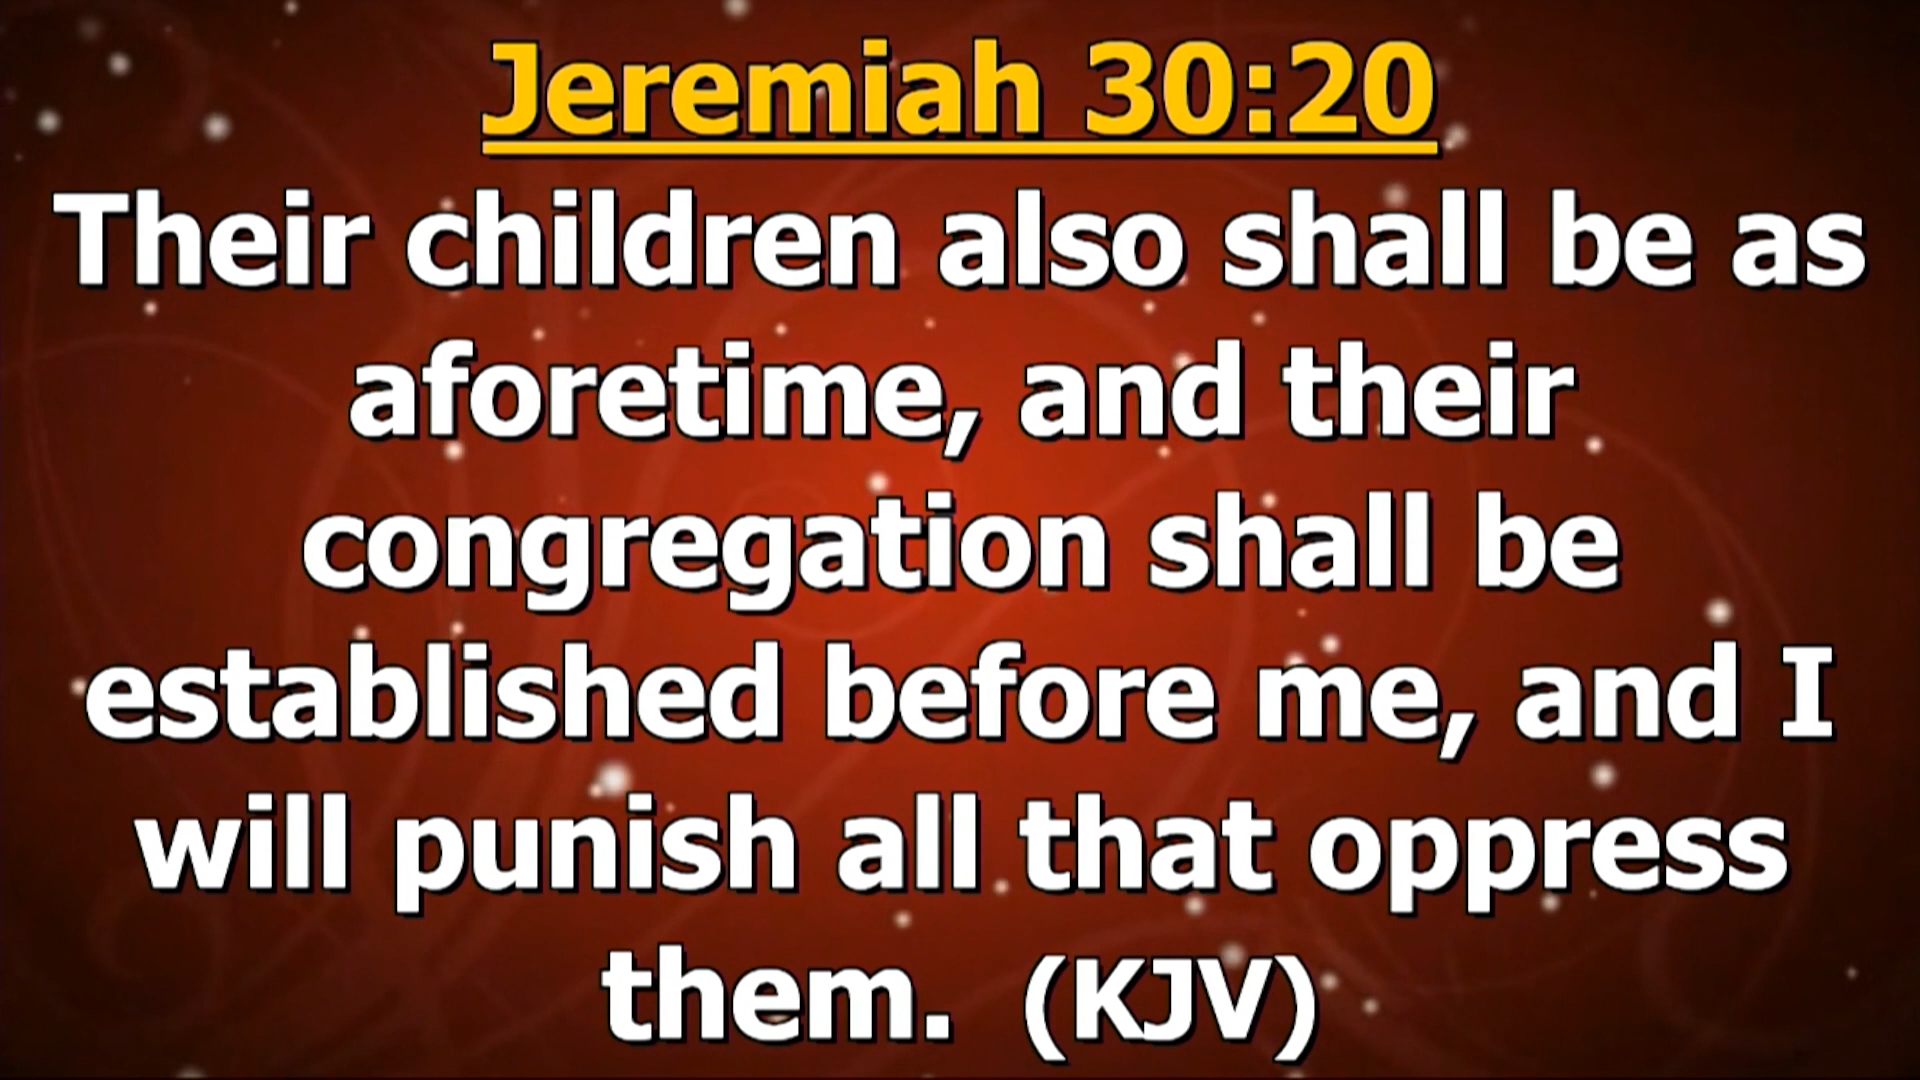 Jeremiah 30:20
Their children also shall be as
aforetime, and their
congregation shall be
established before me, and I
will punish all that oppress
them.  (KJV)